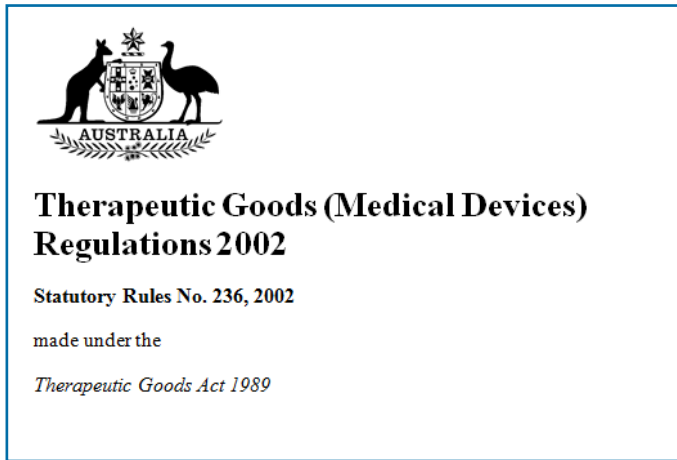 AUSTRALIA
Therapeutic Goods (Medical Devices)
Regulations 2002
Statutory Rules No. 236, 2002
made under the
Therapeutic Goods Act 1989